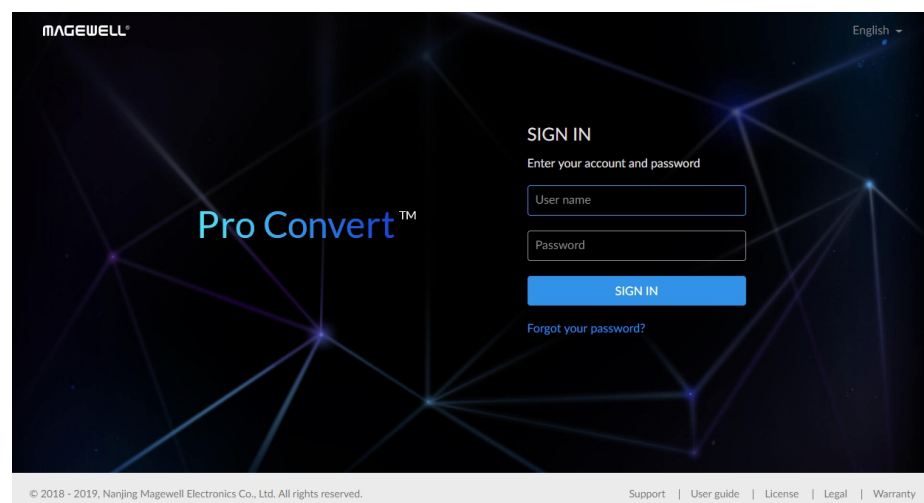 MAGEWELL®
English
SIGN IN
Enter your account and password
User name
Pro Convert™
Password
SIGN IN
Forgot your password?
© 2018 - 2019, Nanjing Magewell Electronics Co., Ltd. All rights reserved.
Support | User guide | License | Legal | Warranty